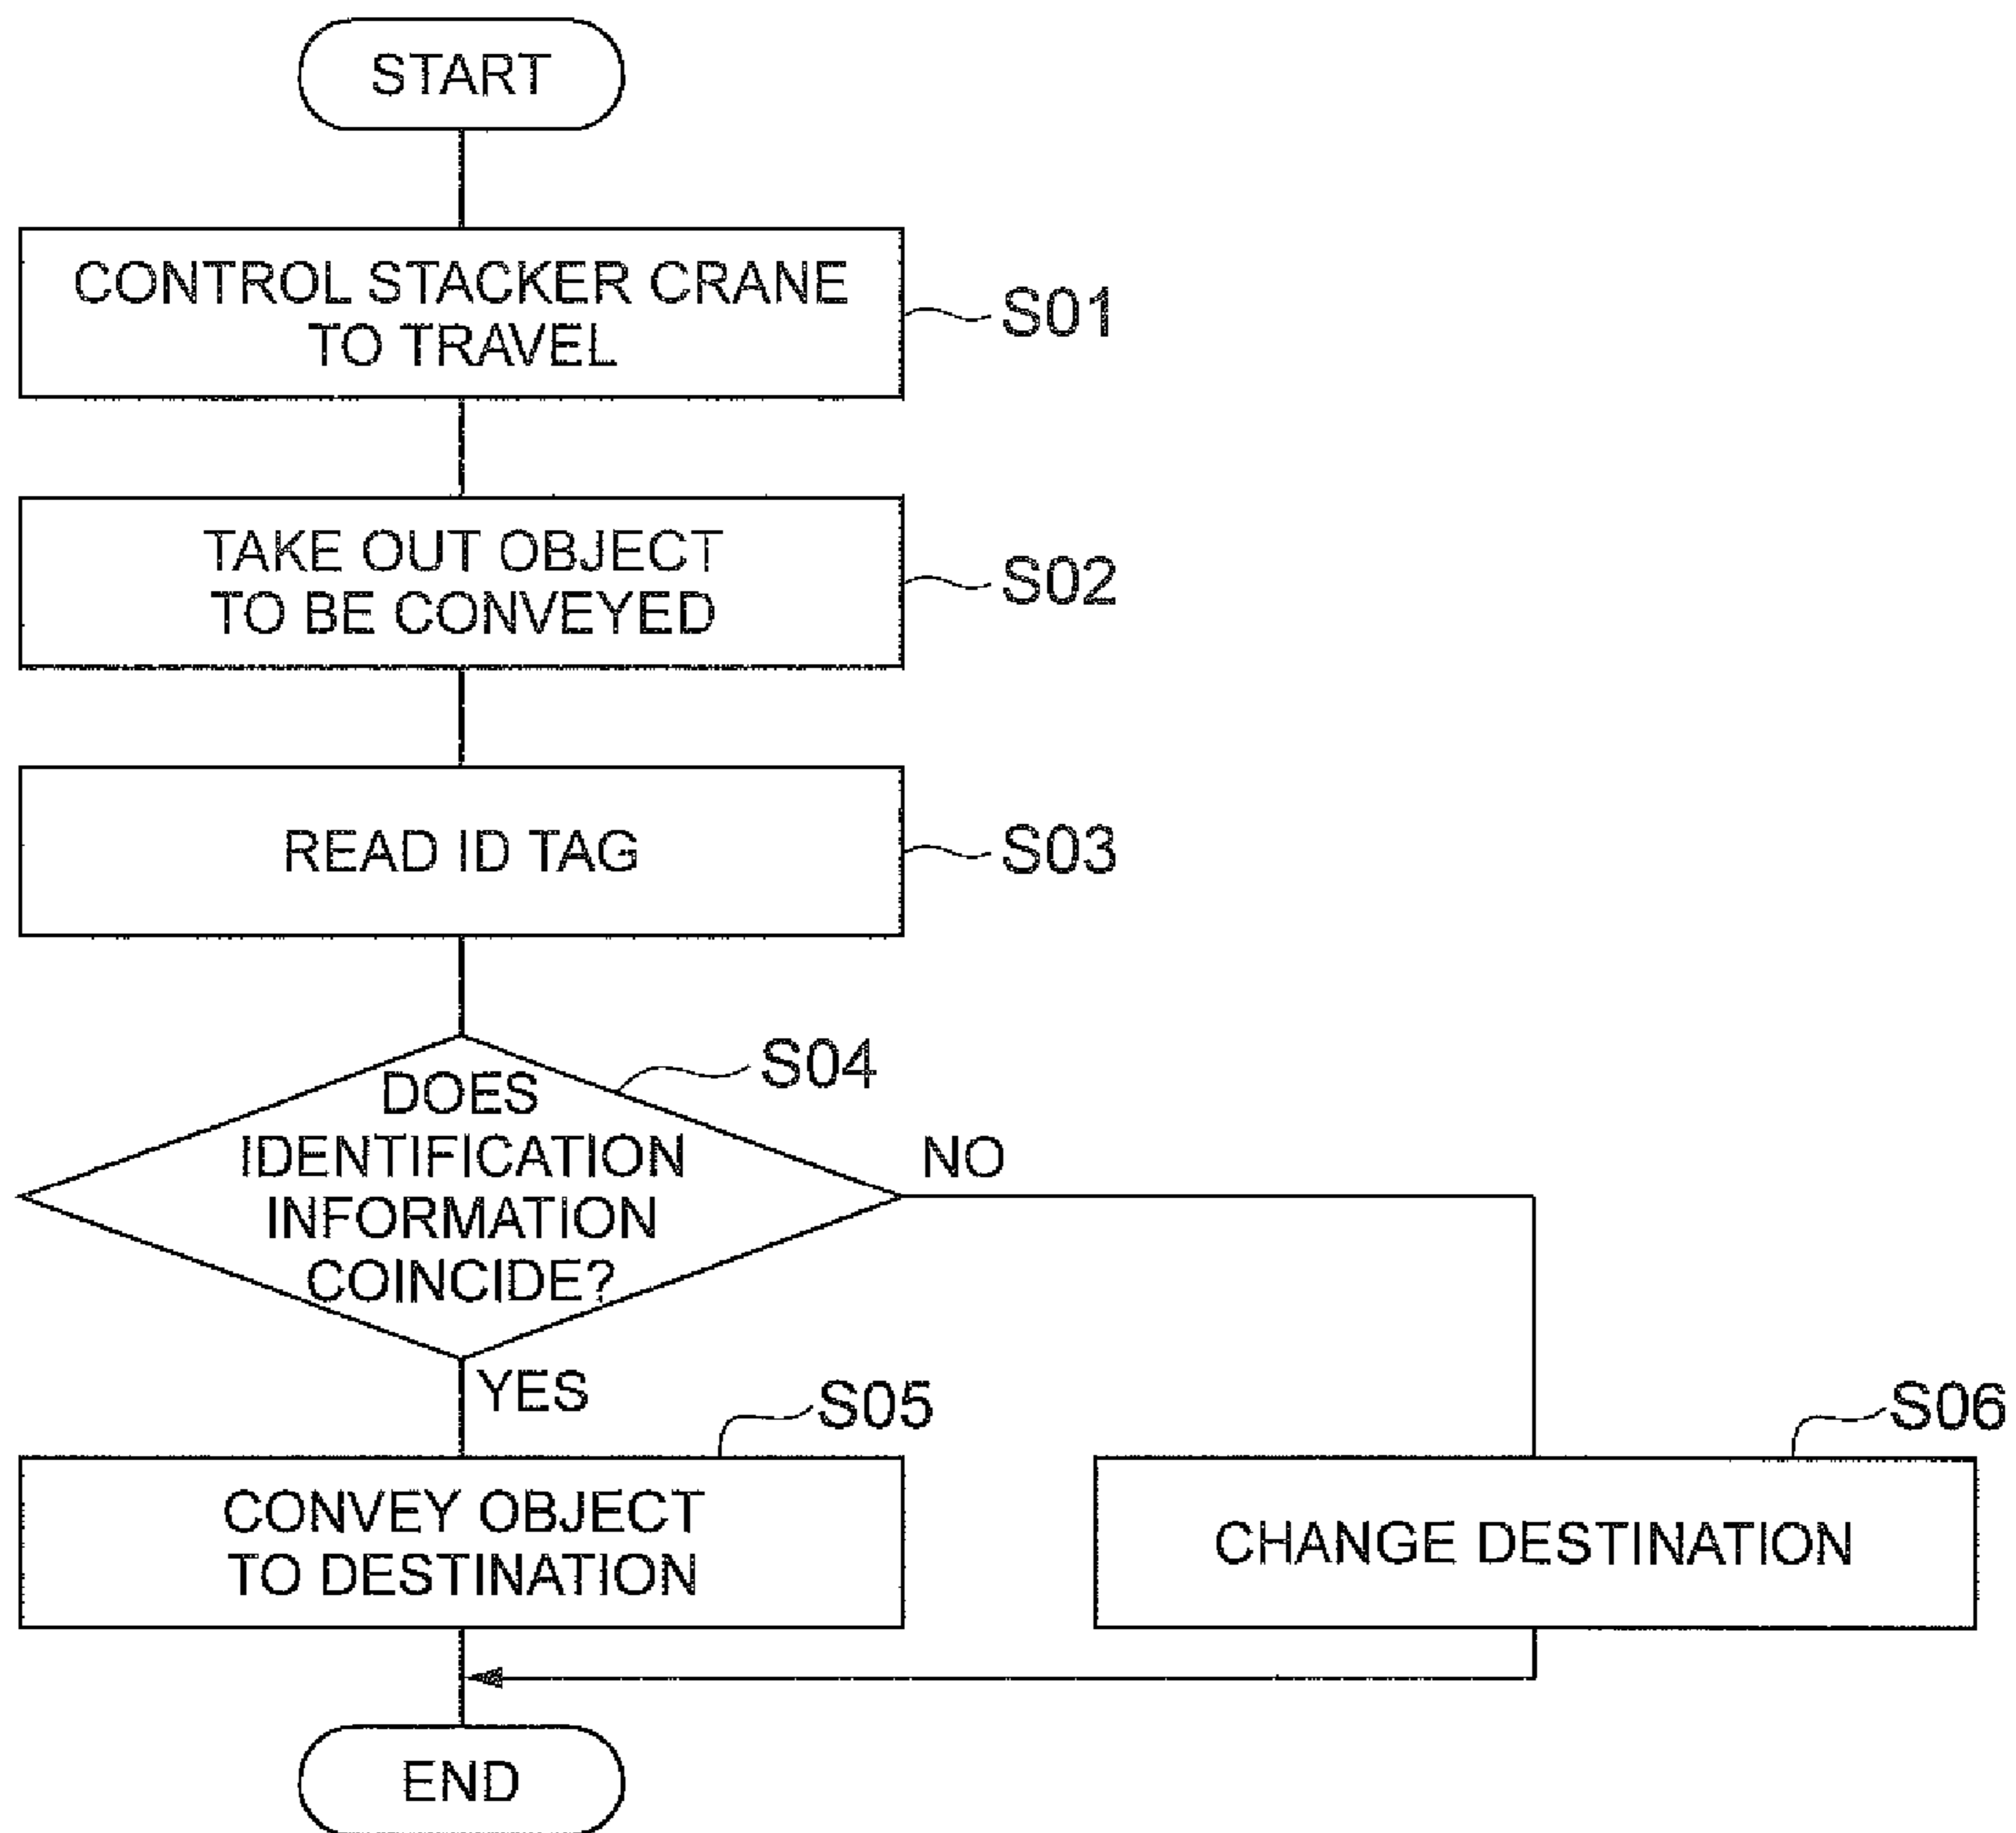 START
CONTROL STACKER CRANE
TO TRAVEL
S01
TAKE OUT OBJECT
TO BE CONVEYED
S02
READ ID TAG
S03
DOES
IDENTIFICATION
INFORMATION
COINCIDE?
S04
NO
YES
CONVEY OBJECT
TO DESTINATION
S05
CHANGE DESTINATION
S06
END